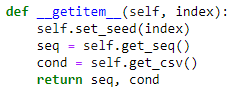 def __getitem__(self, index):
    self.set_seed(index)
    seq = self.get_seq()
    cond = self.get_csv()
    return seq, cond